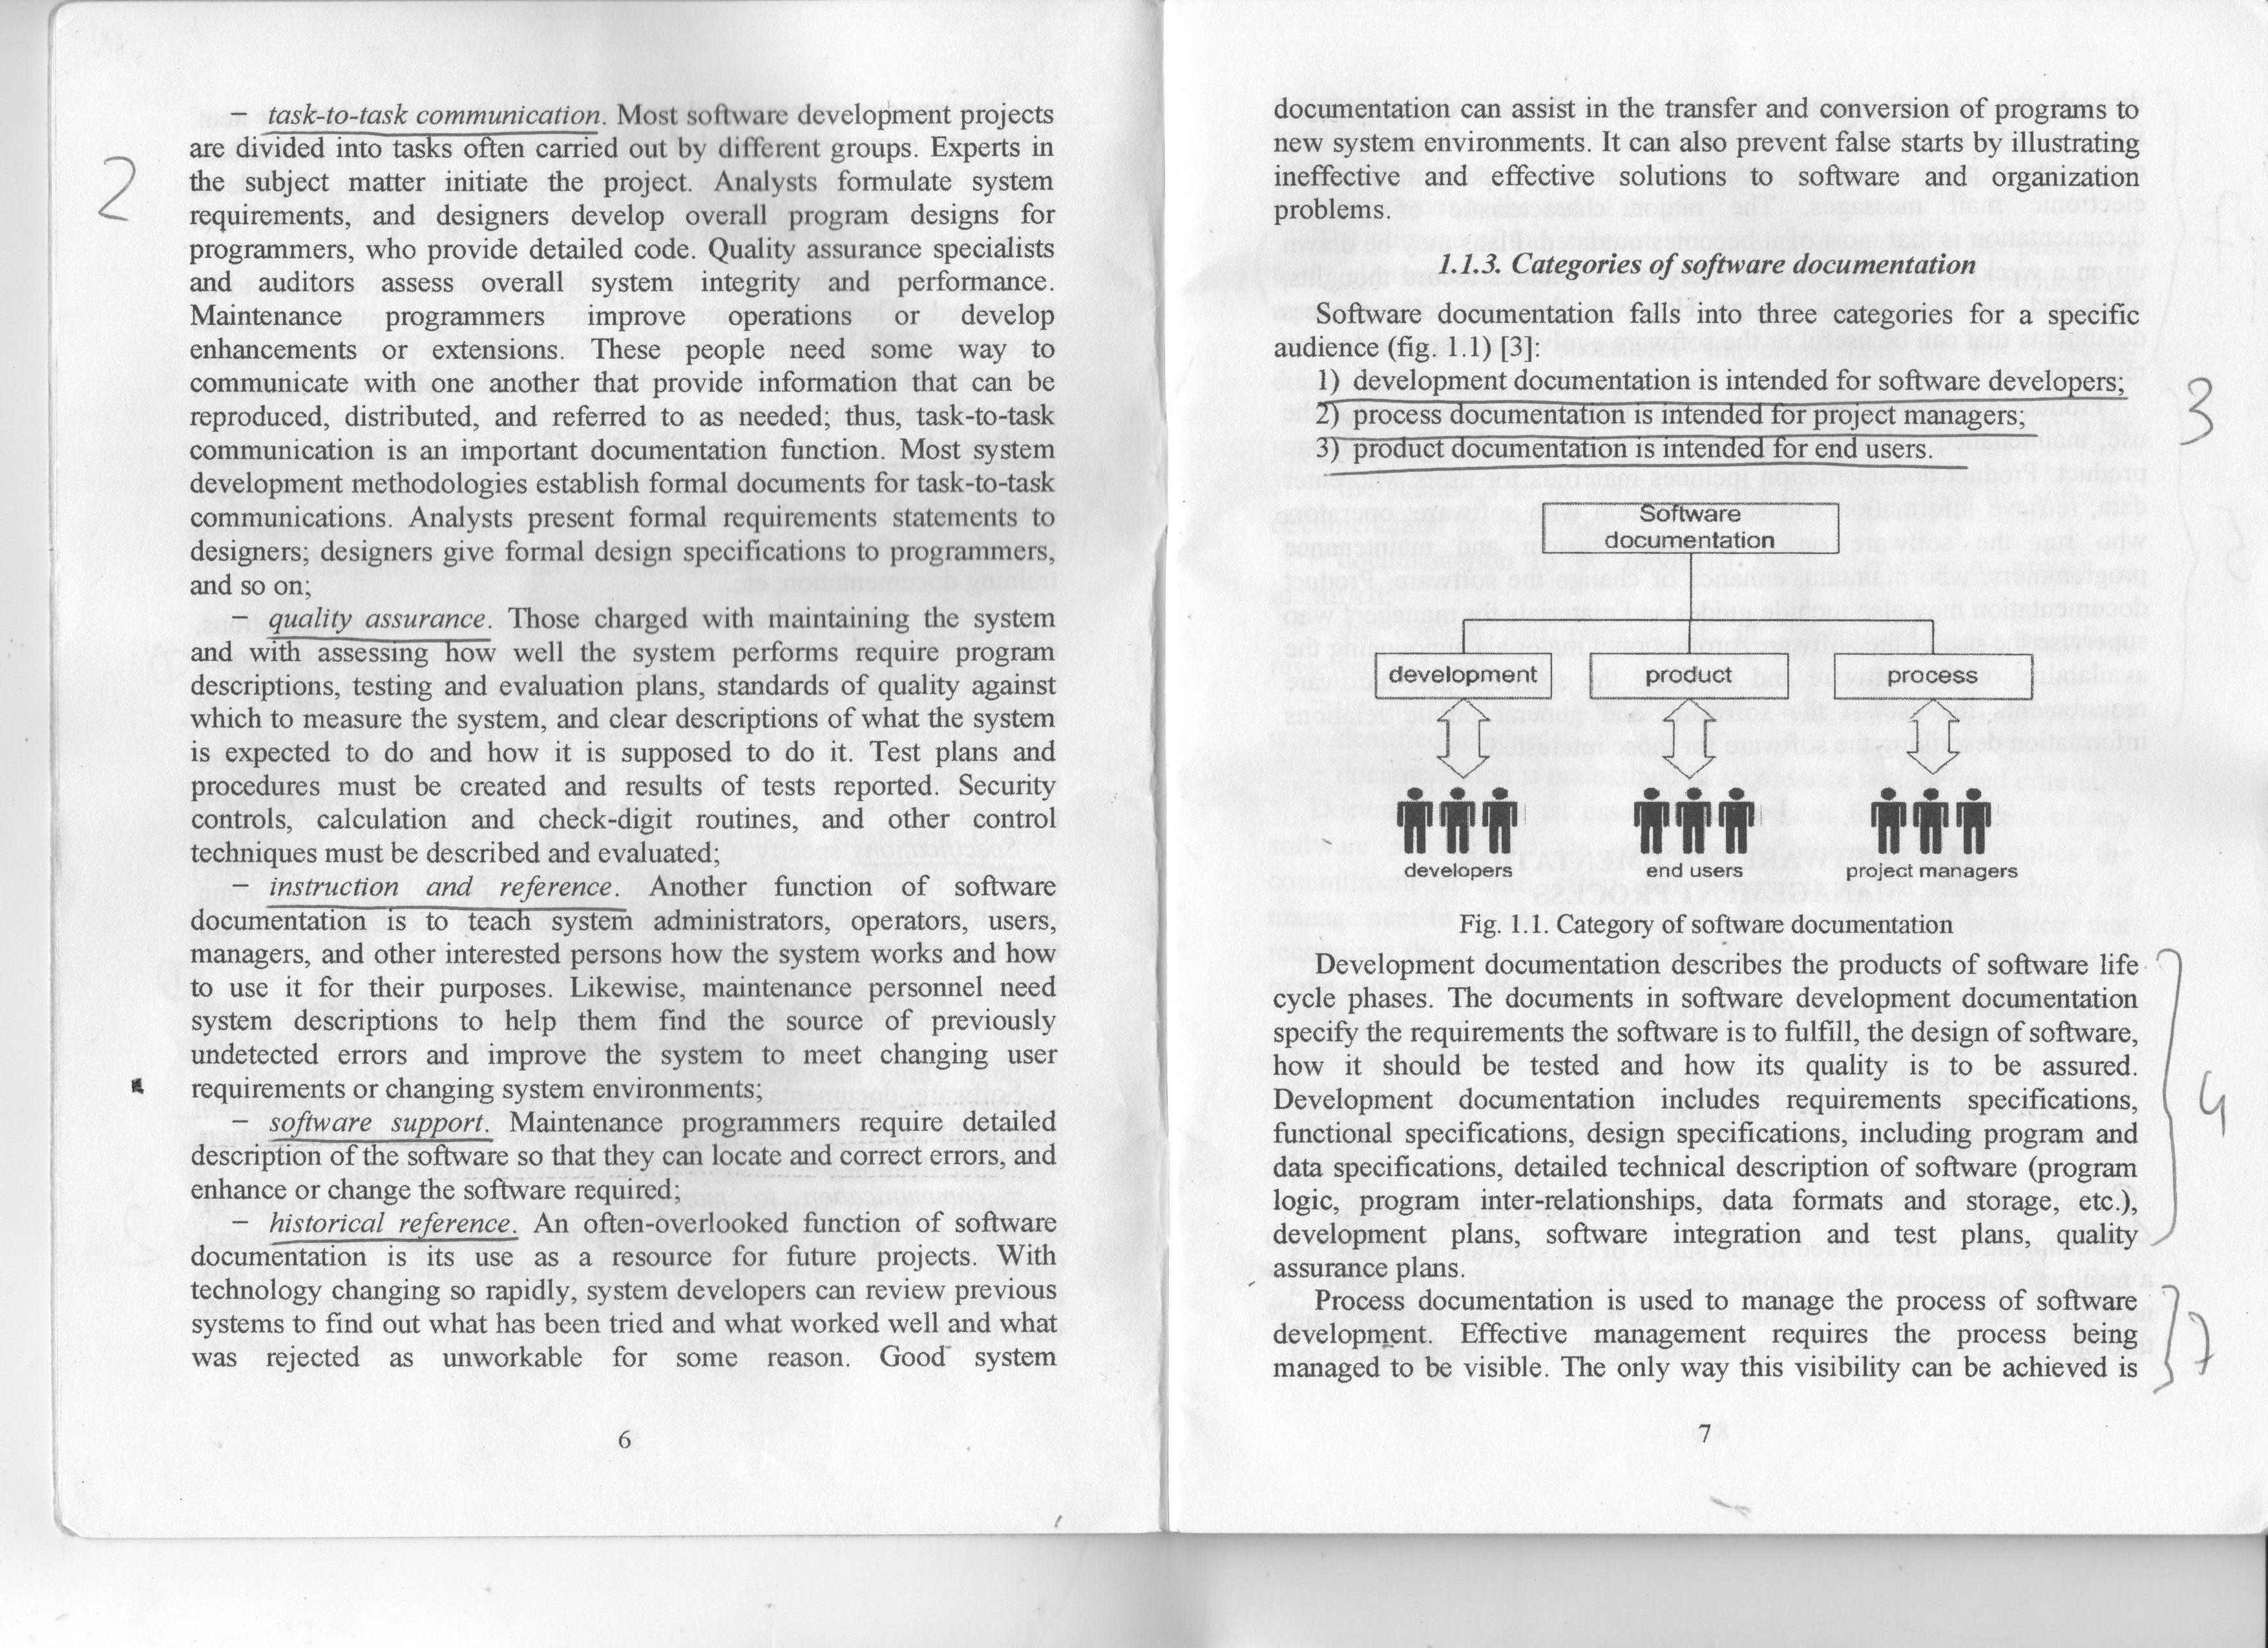 2
– task-to-task communication. Most software development projects
are divided into tasks often carried out by different groups. Experts in
the subject matter initiate the project. Analysts formulate system
requirements, and designers develop overall program designs for
programmers, who provide detailed code. Quality assurance specialists
and auditors assess overall system integrity and performance.
Maintenance programmers improve operations or develop
enhancements or extensions. These people need some way to
communicate with one another that provide information that can be
reproduced, distributed, and referred to as needed; thus, task-to-task
communication is an important documentation function. Most system
development methodologies establish formal documents for task-to-task
communications. Analysts present formal requirements statements to
designers; designers give formal design specifications to programmers,
and so on;
– quality assurance. Those charged with maintaining the system
and with assessing how well the system performs require program
descriptions, testing and evaluation plans, standards of quality against
which to measure the system, and clear descriptions of what the system
is expected to do and how it is supposed to do it. Test plans and
procedures must be created and results of tests reported. Security
controls, calculation and check-digit routines, and other control
techniques must be described and evaluated;
– instruction and reference. Another function of software
documentation is to teach system administrators, operators, users,
managers, and other interested persons how the system works and how
to use it for their purposes. Likewise, maintenance personnel need
system descriptions to help them find the source of previously
undetected errors and improve the system to meet changing user
requirements or changing system environments;
– software support. Maintenance programmers require detailed
description of the software so that they can locate and correct errors, and
enhance or change the software required;
– historical reference. An often-overlooked function of software
documentation is its use as a resource for future projects. With
technology changing so rapidly, system developers can review previous
systems to find out what has been tried and what worked well and what
was rejected as unworkable for some reason. Good system
6
documentation can assist in the transfer and conversion of programs to
new system environments. It can also prevent false starts by illustrating
ineffective and effective solutions to software and organization
problems.
1.1.3. Categories of software documentation
Software documentation falls into three categories for a specific
audience (fig. 1.1) [3]:
1) development documentation is intended for software developers;
2) process documentation is intended for project managers;
3) product documentation is intended for end users.
3
Software
documentation
development product process
developers end users project managers
Fig. 1.1. Category of software documentation
Development documentation describes the products of software life
cycle phases. The documents in software development documentation
specify the requirements the software is to fulfill, the design of software,
how it should be tested and how its quality is to be assured.
Development documentation includes requirements specifications,
functional specifications, design specifications, including program and
data specifications, detailed technical description of software (program
logic, program inter-relationships, data formats and storage, etc.),
development plans, software integration and test plans, quality
assurance plans.
4
Process documentation is used to manage the process of software
development. Effective management requires the process being
managed to be visible. The only way this visibility can be achieved is
7
7